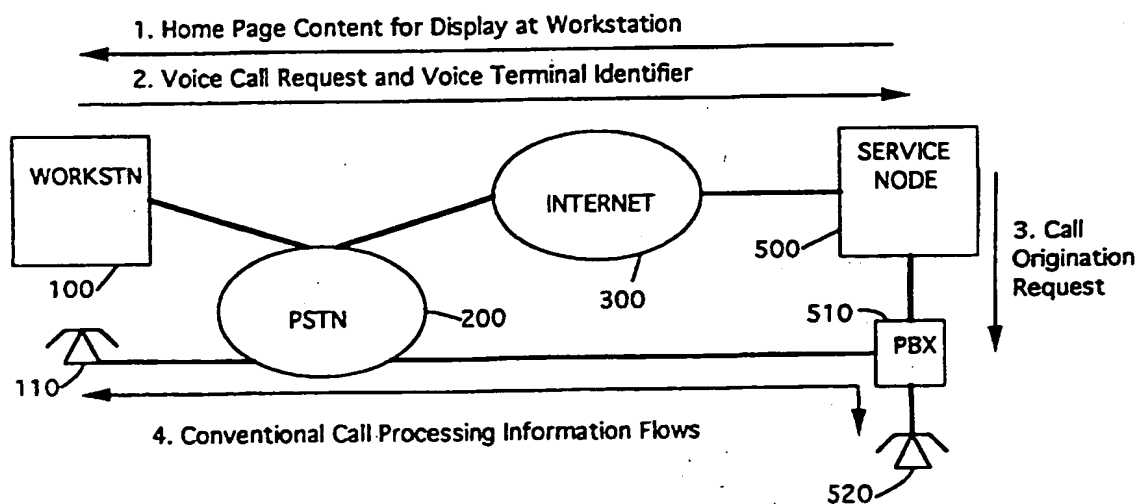 1. Home Page Content for Display at Workstation
2. Voice Call Request and Voice Terminal Identifier
WORKSTN
100
PSTN
200
INTERNET
300
SERVICE
NODE
500
3. Call
Origination
Request
510
PBX
110
4. Conventional Call Processing Information Flows
520